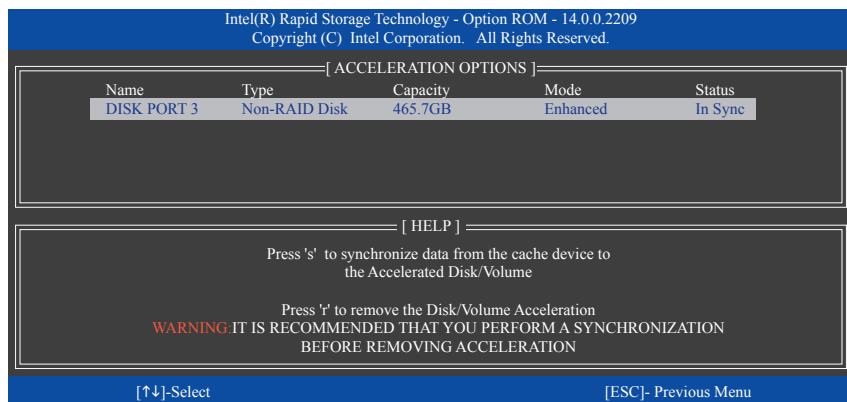 Intel(R) Rapid Storage Technology - Option ROM - 14.0.0.2209
Copyright (C) Intel Corporation. All Rights Reserved.
[ ACCELERATION OPTIONS ]
Name Type Capacity Mode Status
DISK PORT 3 Non-RAID Disk 465.7GB Enhanced In Sync
[ HELP ]
Press 's' to synchronize data from the cache device to
the Accelerated Disk/Volume
Press 'r' to remove the Disk/Volume Acceleration
WARNING:IT IS RECOMMENDED THAT YOU PERFORM A SYNCHRONIZATION
BEFORE REMOVING ACCELERATION
[↑↓]-Select [ESC]- Previous Menu